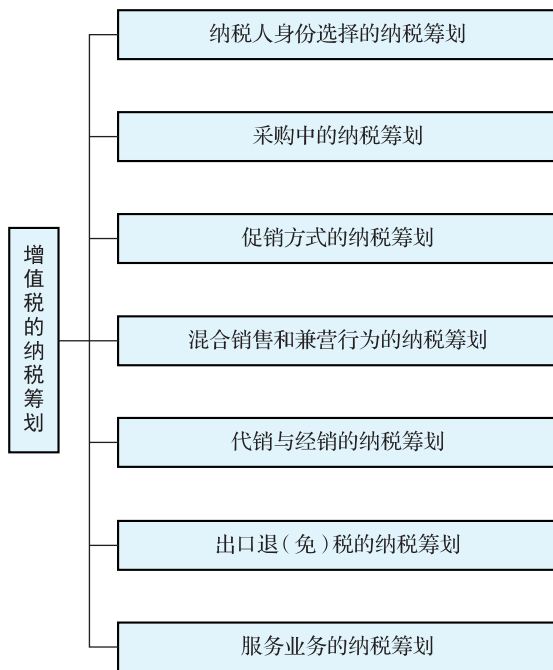 增值税的纳税筹划
纳税人身份选择的纳税筹划
采购中的纳税筹划
促销方式的纳税筹划
混合销售和兼营行为的纳税筹划
代销与经销的纳税筹划
出口退(免)税的纳税筹划
服务业务的纳税筹划